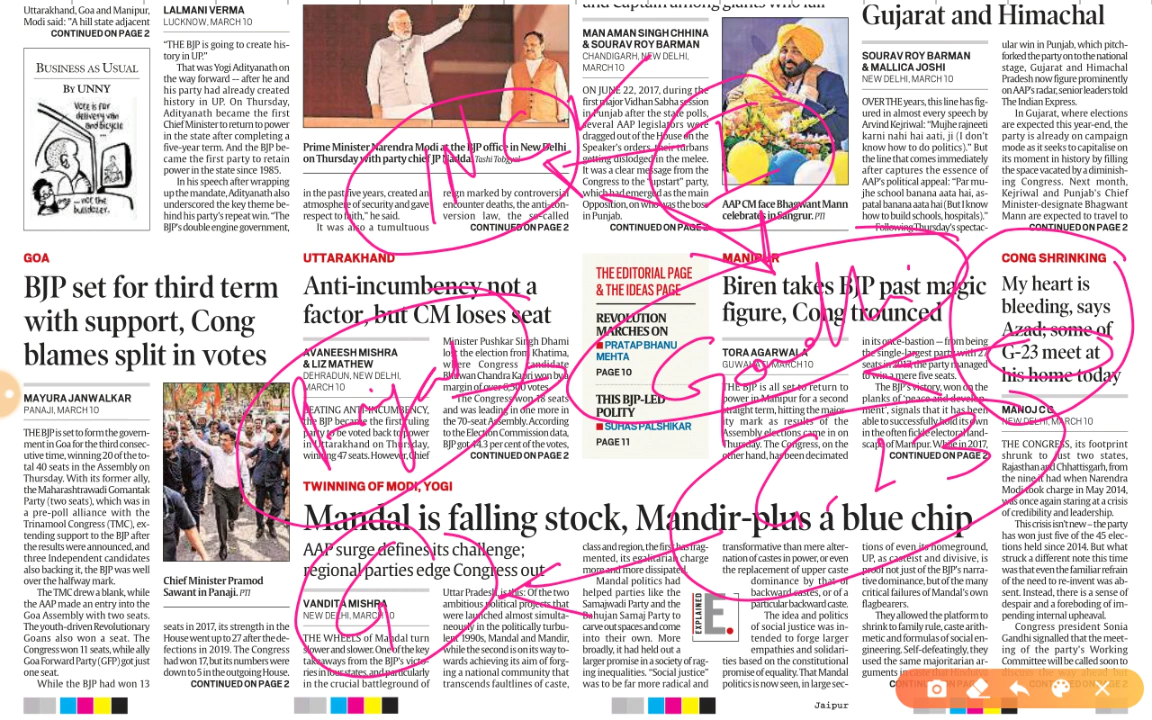 Uttarakhand, Goa and Manipur,
Modi said: "A hill state adjacent
CONTINUED ON PAGE 2
BUSINESS AS USUAL
BY UNNY
Vote is for
delivery van
and bicycle...
... not the
bulldozer.
LALMANI VERMA
LUCKNOW, MARCH 10
"THE BJP is going to create his-
tory in UP."
That was Yogi Adityanath on
the way forward — after he and
his party had already created
history in UP. On Thursday,
Adityanath became the first
Chief Minister to return to power
in the state after completing a
five-year term. And the BJP be-
came the first party to retain
power in the state since 1985.
In his speech after wrapping
up the mandate, Adityanath also
underscored the key theme be-
hind his party's repeat win. "The
BJP's double engine government,
Prime Minister Narendra Modi at the BJP office in New Delhi
on Thursday with party chief JP Nadda. Tashi Tobgyal
in the past five years, created an
atmosphere of security and gave
respect to faith," he said.
It was also a tumultuous
reign marked by controversial
encounter deaths, the anti-con-
version law, the so-called
CONTINUED ON PAGE 2
and captain among giants who fall
MAN AMAN SINGH CHHINA
& SOURAV ROY BARMAN
CHANDIGARH, NEW DELHI,
MARCH 10
ON JUNE 22, 2017, during the
first major Vidhan Sabha session
in Punjab after the state polls,
several AAP legislators were
dragged out of the House on the
Speaker's orders, their turbans
getting dislodged in the melee.
It was a clear message from the
Congress to the "upstart" party,
which had emerged as the main
Opposition, on who was the boss
in Punjab.
CONTINUED ON PAGE 2
AAP CM face Bhagwant Mann
celebrates in Sangrur. PTI
Gujarat and Himachal
SOURAV ROY BARMAN
& MALLICA JOSHI
NEW DELHI, MARCH 10
OVER THE years, this line has fig-
ured in almost every speech by
Arvind Kejriwal: "Mujhe rajneeti
karni nahi hai aati, ji (I don't
know how to do politics)." But
the line that comes immediately
after captures the essence of
AAP's political appeal: "Par mu-
jhe school banana aata hai, as-
patal banana aata hai (But I know
how to build schools, hospitals)."
Following Thursday's spectac-
ular win in Punjab, which pitch-
forked the party on to the national
stage, Gujarat and Himachal
Pradesh now figure prominently
on AAP's radar, senior leaders told
The Indian Express.
In Gujarat, where elections
are expected this year-end, the
party is already on campaign
mode as it seeks to capitalise on
its moment in history by filling
the space vacated by a diminish-
ing Congress. Next month,
Kejriwal and Punjab's Chief
Minister-designate Bhagwant
Mann are expected to travel to
CONTINUED ON PAGE 2
INC
GOA
BJP set for third term
with support, Cong
blames split in votes
MAYURA JANWALKAR
PANAJI, MARCH 10
THE BJP is set to form the govern-
ment in Goa for the third consec-
utive time, winning 20 of the to-
tal 40 seats in the Assembly on
Thursday. With its former ally,
the Maharashtrawadi Gomantak
Party (two seats), which was in
a pre-poll alliance with the
Trinamool Congress (TMC), ex-
tending support to the BJP after
the results were announced, and
three Independent candidates
also backing it, the BJP was well
over the halfway mark.
The TMC drew a blank, while
the AAP made an entry into the
Goa Assembly with two seats.
The youth-driven Revolutionary
Goans also won a seat. The
Congress won 11 seats, while ally
Goa Forward Party (GFP) got just
one seat.
While the BJP had won 13
Chief Minister Pramod
Sawant in Panaji. PTI
seats in 2017, its strength in the
House went up to 27 after the de-
fections in 2019. The Congress
had won 17, but its numbers were
down to 5 in the outgoing House.
CONTINUED ON PAGE 2
UTTARAKHAND
Anti-incumbency not a
factor, but CM loses seat
AVANEESH MISHRA
& LIZ MATHEW
DEHRADUN, NEW DELHI,
MARCH 10
BEATING ANTI-INCUMBENCY,
the BJP became the first ruling
party to be voted back to power
in Uttarakhand on Thursday,
winning 47 seats. However, Chief
Minister Pushkar Singh Dhami
lost the election from Khatima,
where Congress candidate
Bhuwan Chandra Kapri won by a
margin of over 6,500 votes.
The Congress won 18 seats
and was leading in one more in
the 70-seat Assembly. According
to the Election Commission data,
BJP got 44.3 per cent of the votes,
CONTINUED ON PAGE 2
THE EDITORIAL PAGE
& THE IDEAS PAGE
REVOLUTION
MARCHES ON
PRATAP BHANU
MEHTA
PAGE 10
THIS BJP-LED
POLITY
SUHAS PALSHIKAR
PAGE 11
MANIPUR
Biren takes BJP past magic
figure, Cong trounced
TORA AGARWALA
GUWAHATI, MARCH 10
THE BJP is all set to return to
power in Manipur for a second
straight term, hitting the major-
ity mark as results of the
Assembly elections came in on
Thursday. The Congress, on the
other hand, has been decimated
in its once-bastion — from being
the single-largest party with 27
seats in 2017, the party managed
to win a mere five seats.
The BJP's victory, won on the
planks of 'peace and develop-
ment', signals that it has been
able to successfully hold its own
in the often fickle electoral land-
scape of Manipur. While in 2017,
CONTINUED ON PAGE 2
CONG SHRINKING
My heart is
bleeding, says
Azad; some of
G-23 meet at
his home today
MANOJ C G
NEW DELHI, MARCH 10
THE CONGRESS, its footprint
shrunk to just two states,
Rajasthan and Chhattisgarh, from
the nine it had when Narendra
Modi took charge in May 2014,
was once again staring at a crisis
of credibility and leadership.
This crisis isn't new – the party
has won just five of the 45 elec-
tions held since 2014. But what
struck a different note this time
was that even the familiar refrain
of the need to re-invent was ab-
sent. Instead, there is a sense of
despair and a foreboding of im-
pending internal upheaval.
Congress president Sonia
Gandhi signalled that the meet-
ing of the party's Working
Committee will be called soon to
Gandhi
G-23
TWINNING OF MODI, YOGI
Mandal is falling stock, Mandir-plus a blue chip
AAP surge defines its challenge;
regional parties edge Congress out
VANDITA MISHRA
NEW DELHI, MARCH 10
THE WHEELS of Mandal turn
slower and slower. One of the key
takeaways from the BJP's victo-
ries in four states, and particularly
in the crucial battleground of
Uttar Pradesh, is this: Of the two
ambitious political projects that
were launched almost simulta-
neously in the politically turbu-
lent 1990s, Mandal and Mandir,
while the second is on its way to-
wards achieving its aim of forg-
ing a national community that
transcends faultlines of caste,
class and region, the first has frag-
mented, its egalitarian charge
more and more dissipated.
Mandal politics had
helped parties like the
Samajwadi Party and the
Bahujan Samaj Party to
carve out spaces and come
into their own. More
broadly, it had held out a
larger promise in a society of rag-
ing inequalities. "Social justice"
was to be far more radical and
EXPLAINED
E.
transformative than mere alter-
nation of castes in power, or even
the replacement of upper caste
dominance by that of
backward castes, or of a
particular backward caste.
The idea and politics
of social justice was in-
tended to forge larger
empathies and solidari-
ties based on the constitutional
promise of equality. That Mandal
politics is now seen, in large sec-
tions of even its homeground,
UP, as casteist and divisive, is
proof not just of the BJP's narra-
tive dominance, but of the many
critical failures of Mandal's own
flagbearers.
They allowed the platform to
shrink to family rule, caste arith-
metic and formulas of social en-
gineering. Self-defeatingly, they
used the same majoritarian ar-
Jaipur